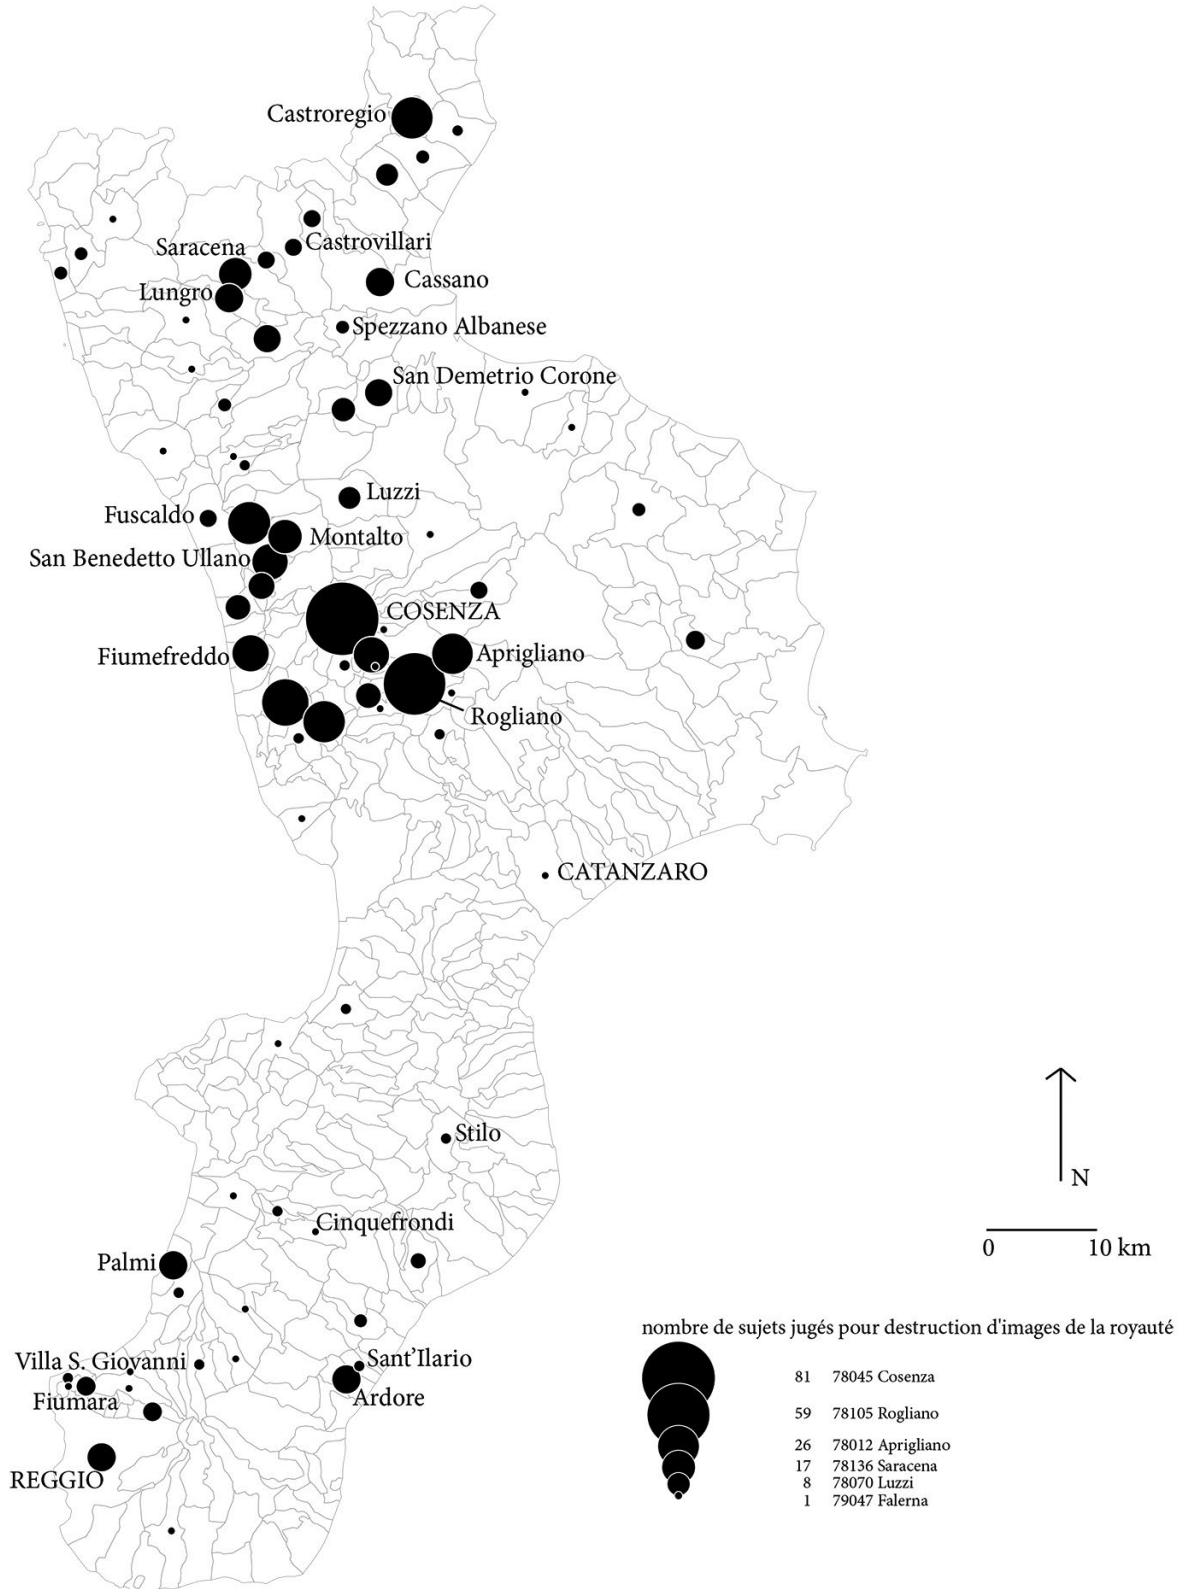 Castroregio
Saracena
Castrovillari
Lungro
Cassano
Spezzano Albanese
San Demetrio Corone
Luzzi
Fuscaldo
Montalto
San Benedetto Ullano
COSENZA
Fiumefreddo
Aprigliano
Rogliano
CATANZARO
Stilo
N
Cinquefrondi
0 10 km
Palmi
nombre de sujets jugés pour destruction d'images de la royauté
Villa S. Giovanni
Sant’Ilario
81 78045 Cosenza
Fiumara
Ardore
59 78105 Rogliano
26 78012 Aprigliano
17 78136 Saracena
REGGIO
8 78070 Luzzi
1 79047 Falerna